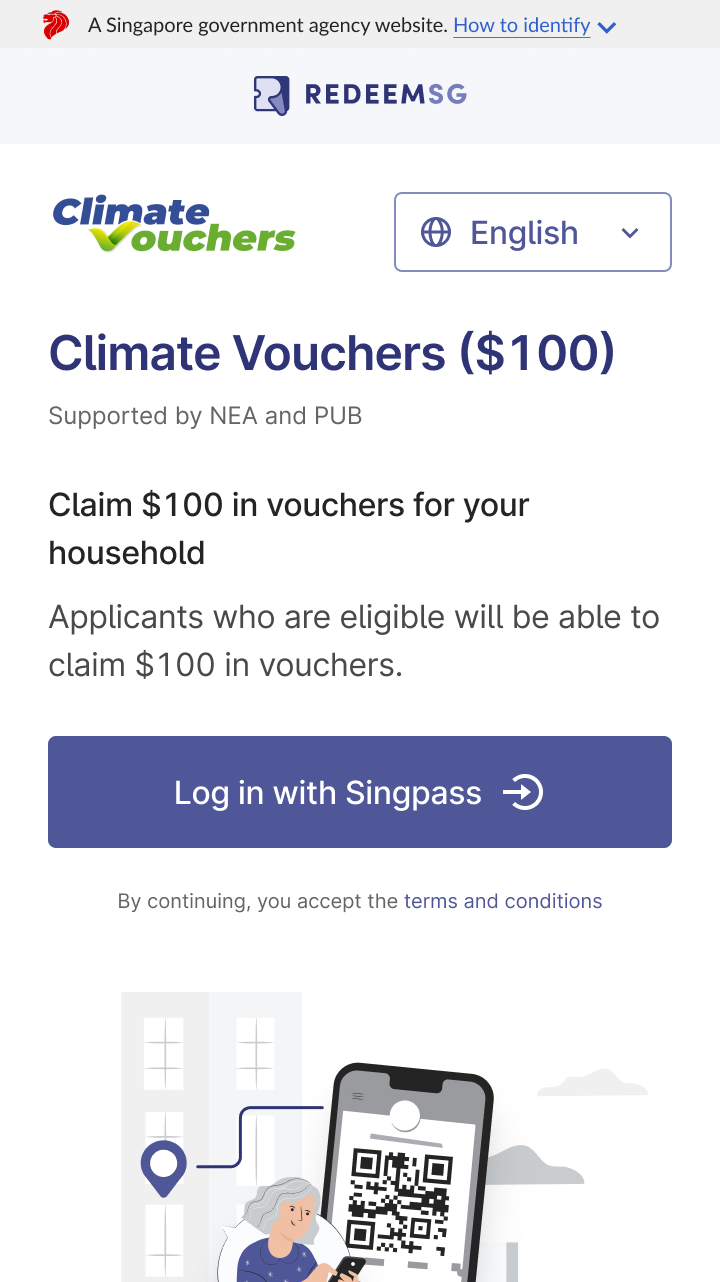 A Singapore government agency website. How to identify
REDEEMSG
Climate
Vouchers
English
Climate Vouchers ($100)
Supported by NEA and PUB
Claim $100 in vouchers for your
household
Applicants who are eligible will be able to
claim $100 in vouchers.
Log in with Singpass
By continuing, you accept the terms and conditions